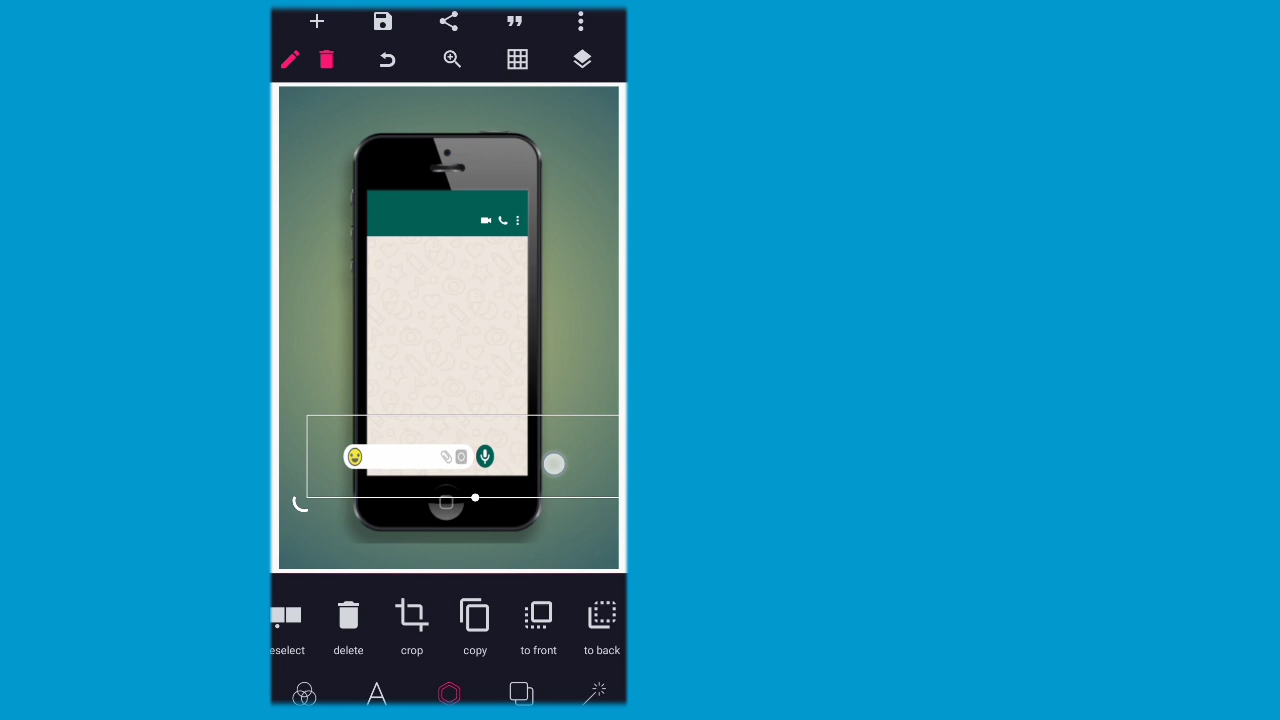 eselect
delete
crop
copy
to front
to back